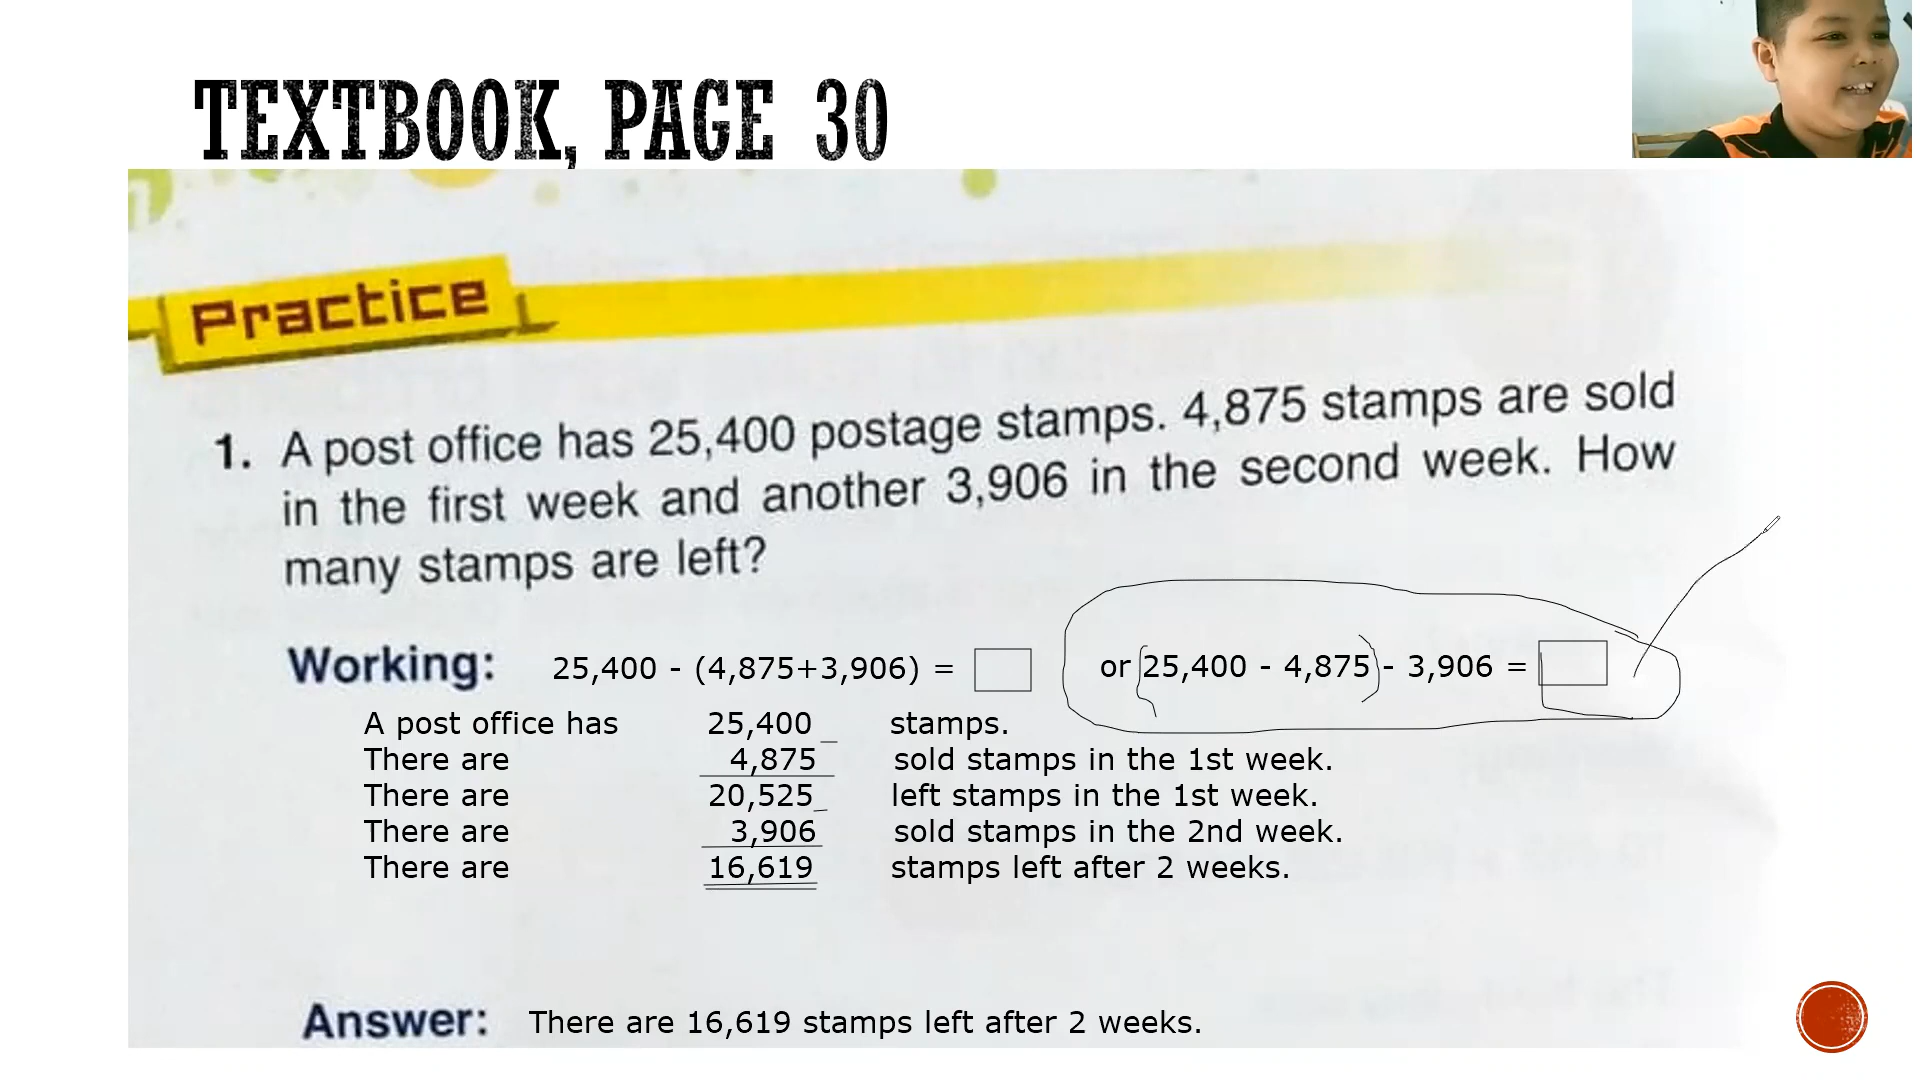 TEXTBOOK, PAGE 30
Practice
1. A post office has 25,400 postage stamps. 4,875 stamps are sold
in the first week and another 3,906 in the second week. How
many stamps are left?
Working: 25,400 - (4,875+3,906) = or (25,400 - 4,875) - 3,906 =
A post office has 25,400 _ stamps.
There are 4,875 sold stamps in the 1st week.
There are 20,525 _ left stamps in the 1st week.
There are 3,906 sold stamps in the 2nd week.
There are 16,619 stamps left after 2 weeks.
Answer: There are 16,619 stamps left after 2 weeks.